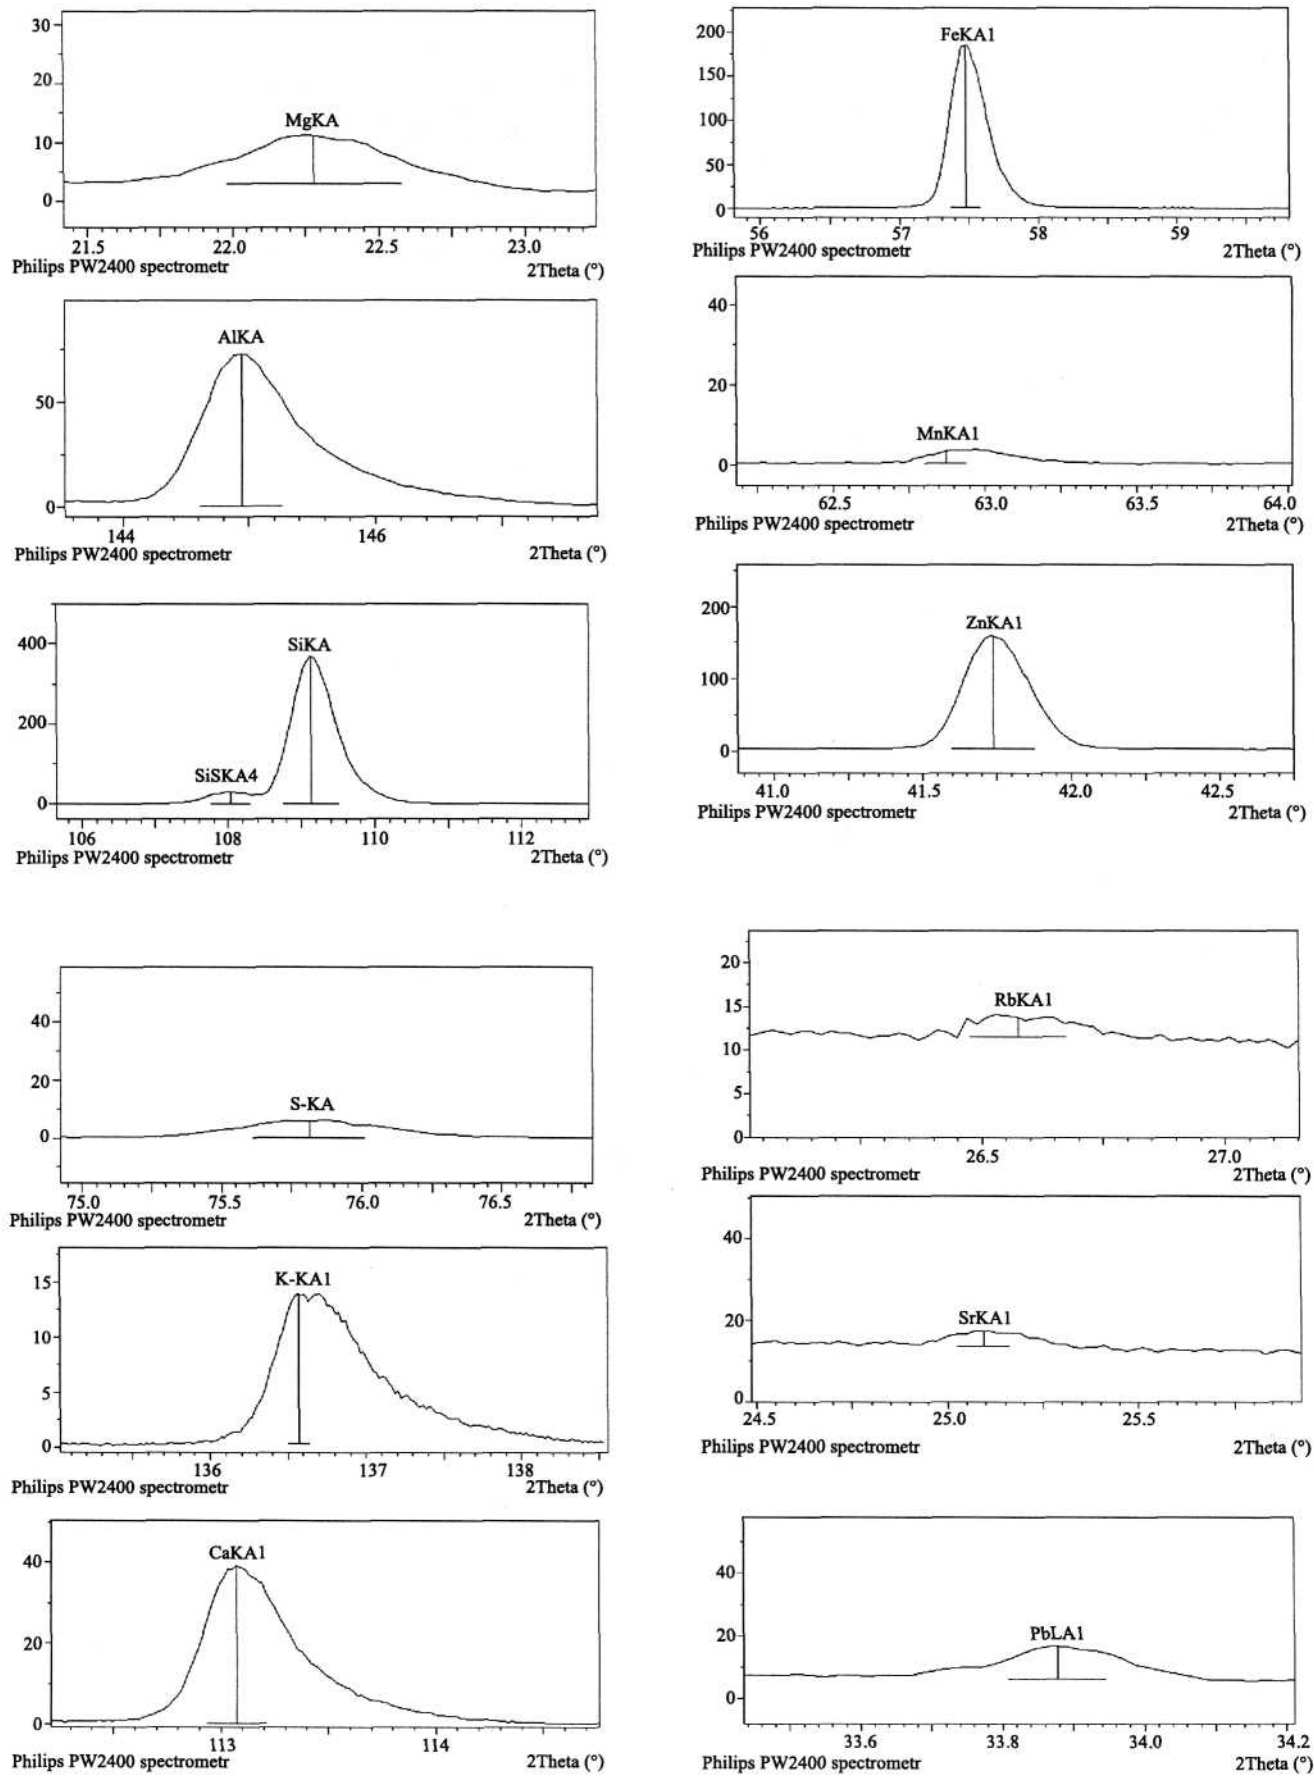 30
20
10
0
MgKA
21.5 22.0 22.5 23.0
Philips PW2400 spectrometr 2Theta (°)
50
0
AlKA
144 146
Philips PW2400 spectrometr 2Theta (°)
400
200
0
SiKA
SiSKA4
106 108 110 112
Philips PW2400 spectrometr 2Theta (°)
40
20
0
S-KA
75.0 75.5 76.0 76.5
Philips PW2400 spectrometr 2Theta (°)
15
10
5
0
K-KA1
136 137 138
Philips PW2400 spectrometr 2Theta (°)
40
20
0
CaKA1
113 114
Philips PW2400 spectrometr 2Theta (°)
200
150
100
50
0
FeKA1
56 57 58 59
Philips PW2400 spectrometr 2Theta (°)
40
20
0
MnKA1
62.5 63.0 63.5 64.0
Philips PW2400 spectrometr 2Theta (°)
200
100
0
ZnKA1
41.0 41.5 42.0 42.5
Philips PW2400 spectrometr 2Theta (°)
20
15
10
5
0
RbKA1
26.5 27.0
Philips PW2400 spectrometr 2Theta (°)
40
20
0
SrKA1
24.5 25.0 25.5
Philips PW2400 spectrometr 2Theta (°)
40
20
0
PbLA1
33.6 33.8 34.0 34.2
Philips PW2400 spectrometr 2Theta (°)